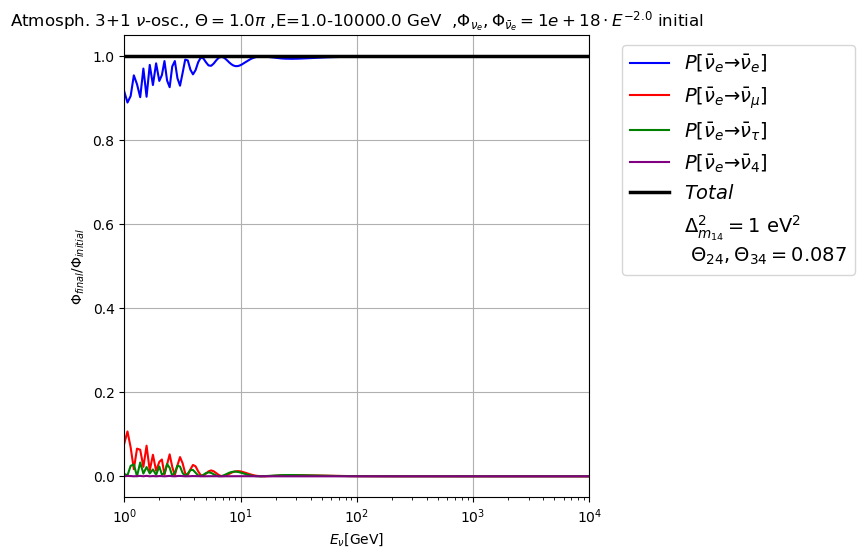 Atmosph. 3+1 ν-osc., Θ = 1.0π ,E=1.0-10000.0 GeV ,Φ_{ν_e}, Φ_{ν̄_e} = 1e + 18 · E^{−2.0} initial
P[ν̄_e→ν̄_e]
P[ν̄_e→ν̄_μ]
P[ν̄_e→ν̄_τ]
P[ν̄_e→ν̄_4]
Total
Δ^2_{m_{14}} = 1 eV^2
Θ_{24}, Θ_{34} = 0.087
Φ_{final}/Φ_{initial}
1.0
0.8
0.6
0.4
0.2
0.0
10^0
10^1
10^2
10^3
10^4
E_ν[GeV]